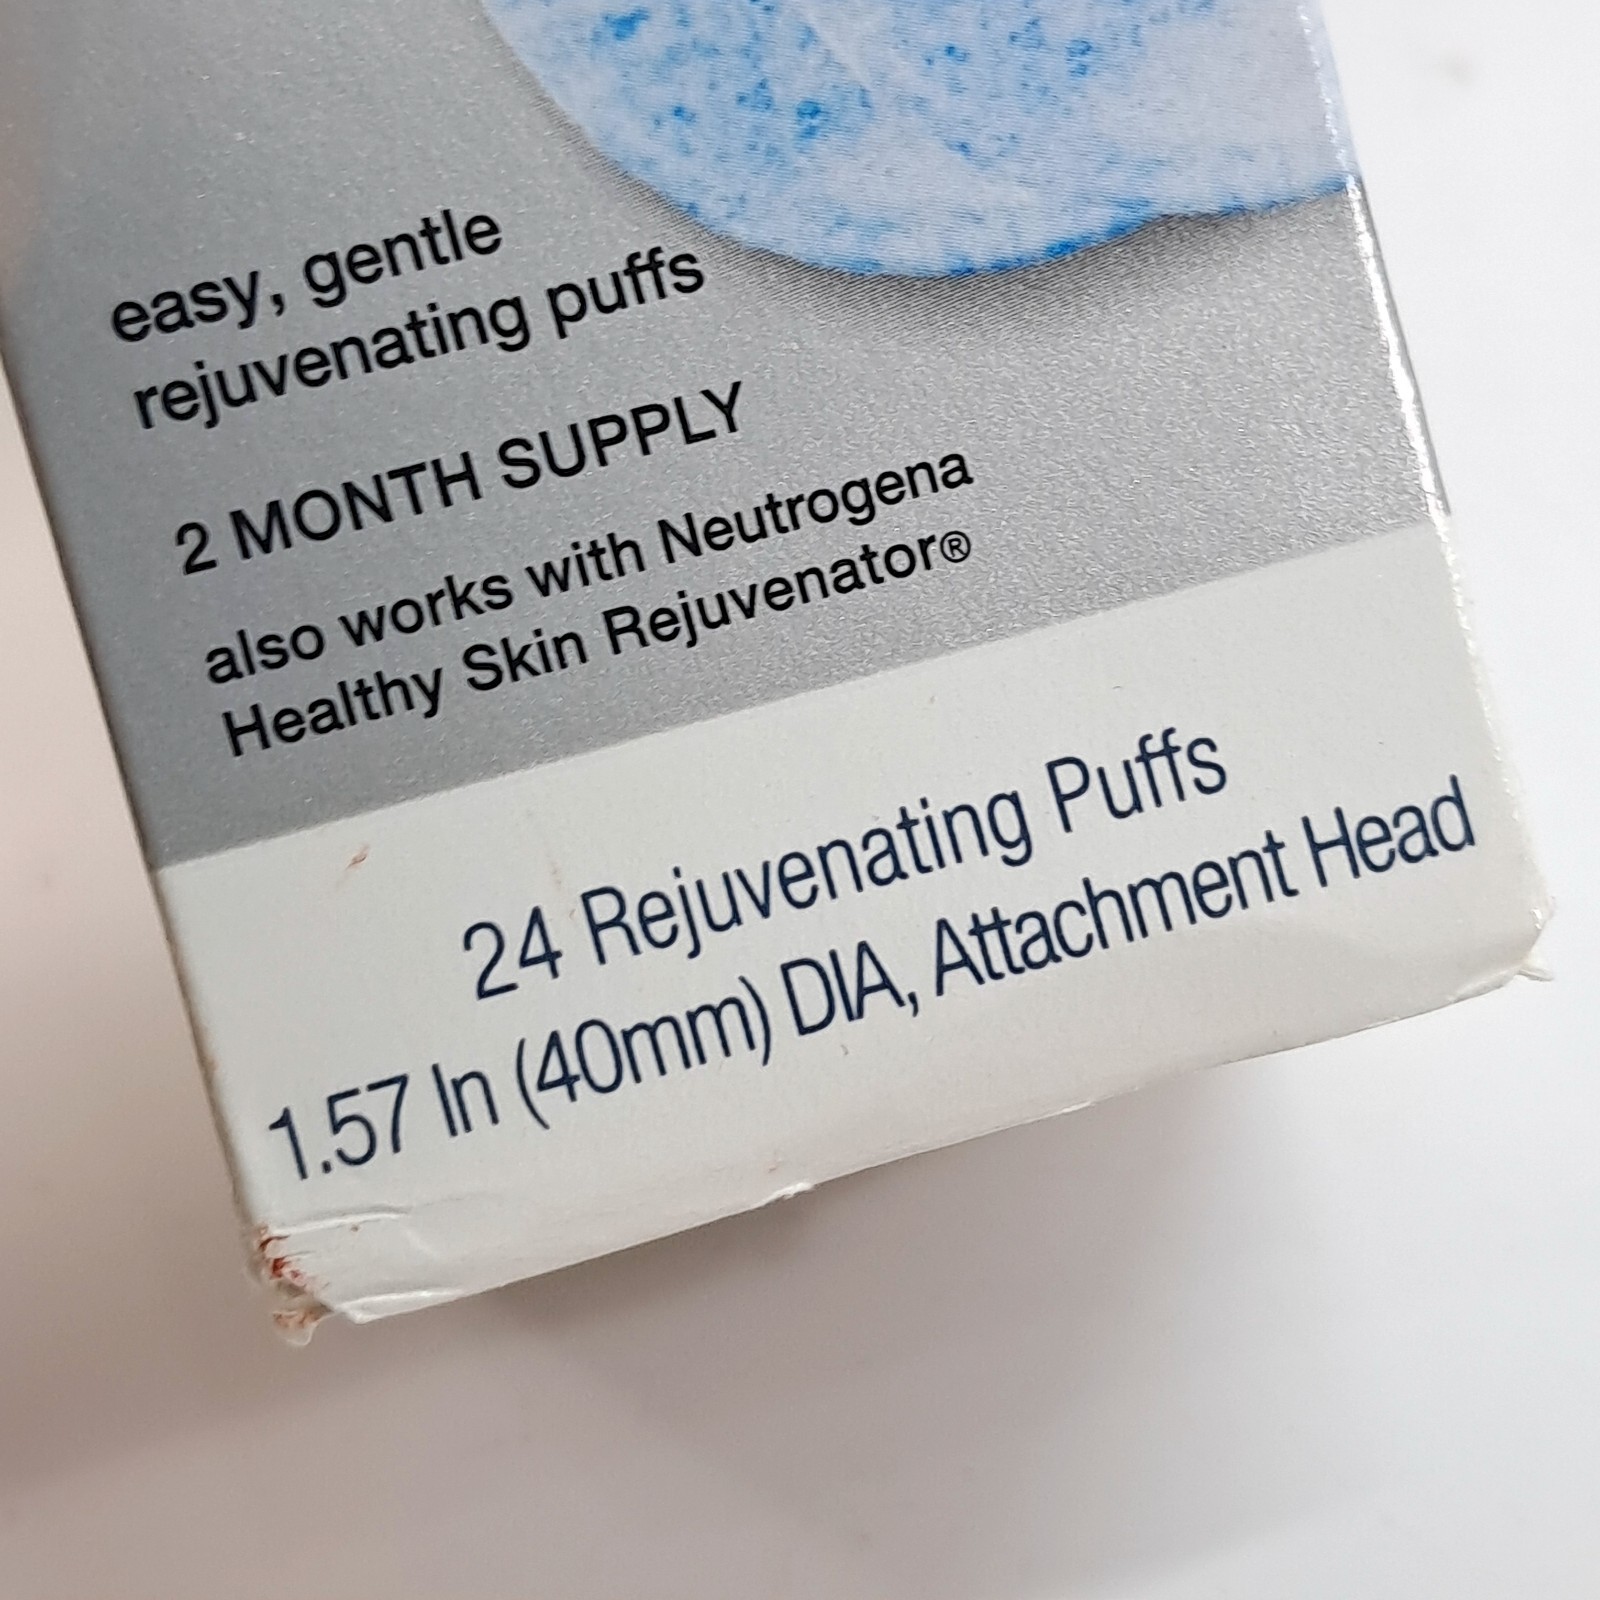 easy, gentle
rejuvenating puffs
2 MONTH SUPPLY
also works with Neutrogena
Healthy Skin Rejuvenator®
24 Rejuvenating Puffs
1.57 In (40mm) DIA, Attachment Head